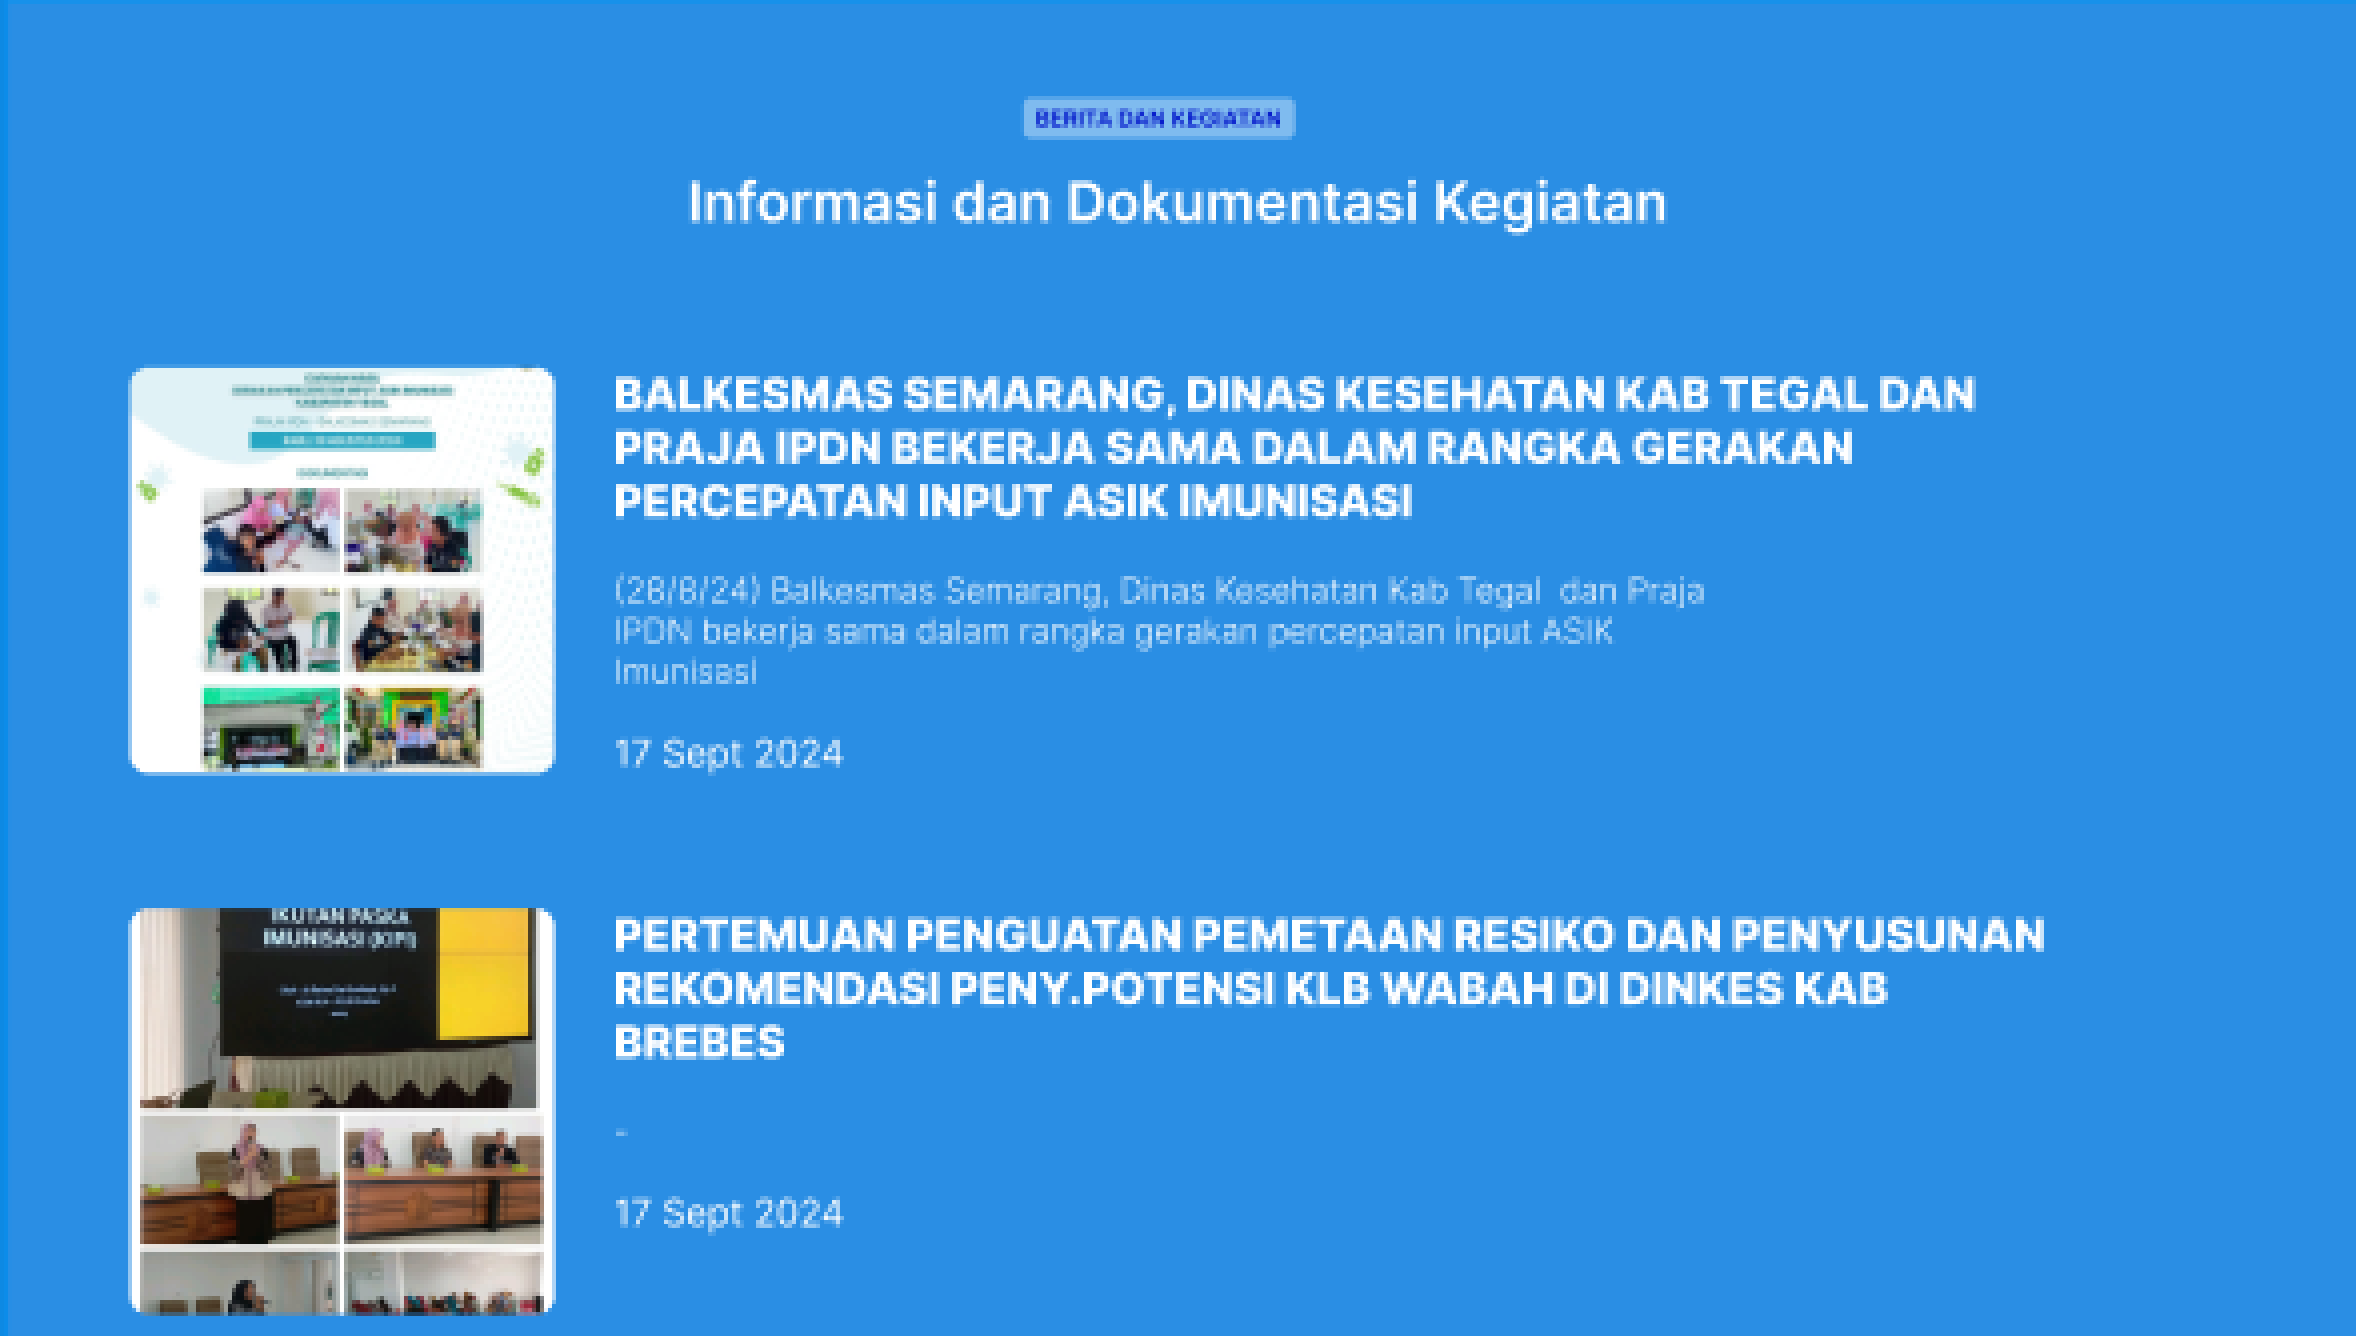 BERITA DAN KEGIATAN
Informasi dan Dokumentasi Kegiatan
BALKESMAS SEMARANG, DINAS KESEHATAN KAB TEGAL DAN
PRAJA IPDN BEKERJA SAMA DALAM RANGKA GERAKAN
PERCEPATAN INPUT ASIK IMUNISASI
(28/8/24) Balkesmas Semarang, Dinas Kesehatan Kab Tegal  dan Praja
IPDN bekerja sama dalam rangka gerakan percepatan input ASIK
Imunisasi
17 Sept 2024
DOKUMENTASI
IKUTAN PASKA
IMUNISASI (KIPI)
PERTEMUAN PENGUATAN PEMETAAN RESIKO DAN PENYUSUNAN
REKOMENDASI PENY.POTENSI KLB WABAH DI DINKES KAB
BREBES
-
17 Sept 2024